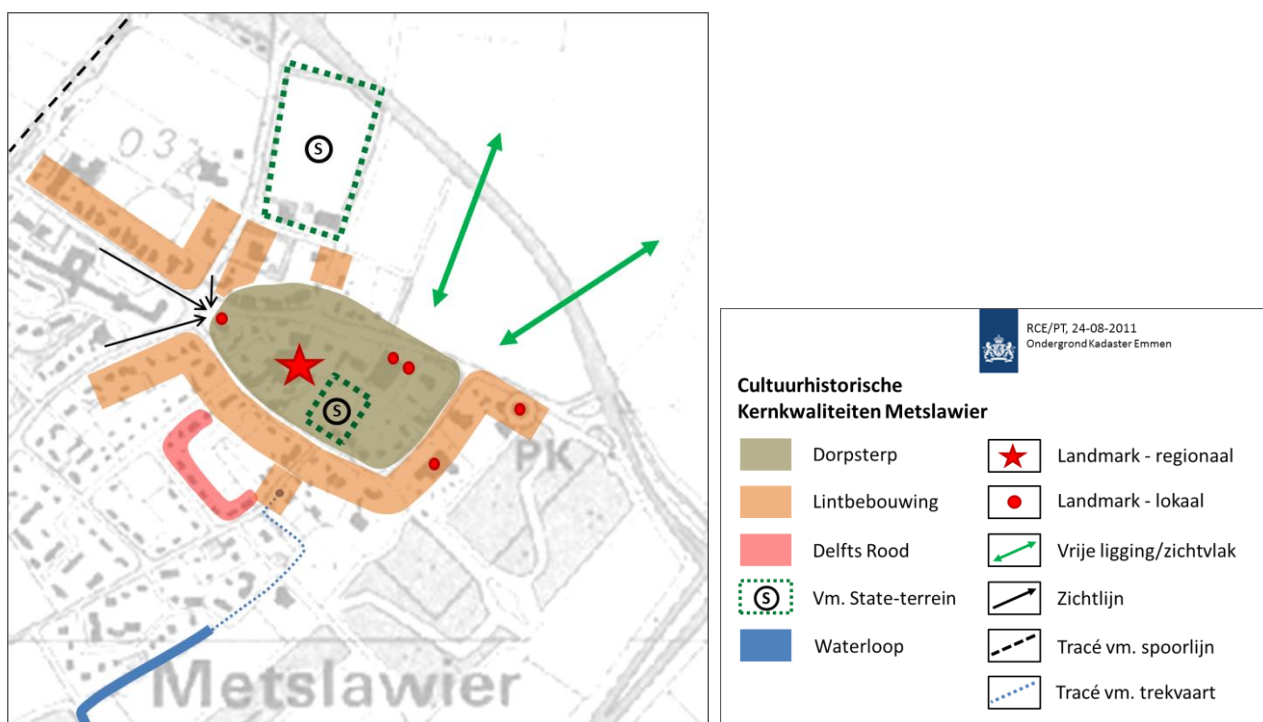 03
S
S
PK
Metslawier
RCE/PT, 24-08-2011
Ondergrond Kadaster Emmen
Cultuurhistorische
Kernkwaliteiten Metslawier
Dorpsterp
Lintbebouwing
Delfts Rood
S Vm. State-terrein
Waterloop
Landmark - regionaal
Landmark - lokaal
Vrije ligging/zichtvlak
Zichtlijn
Tracé vm. spoorlijn
Tracé vm. trekvaart